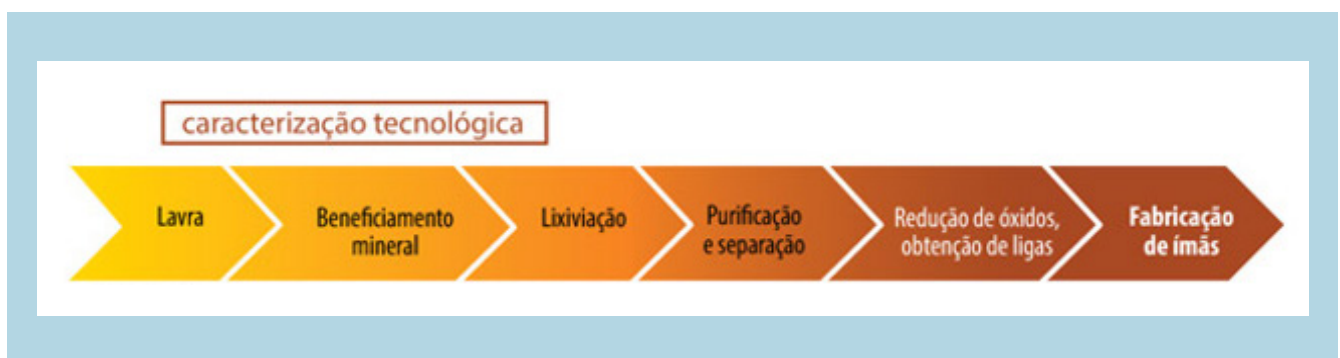 caracterização tecnológica
Lavra
Beneficiamento
mineral
Lixiviação
Purificação
e separação
Redução de óxidos,
obtenção de ligas
Fabricação
de ímãs